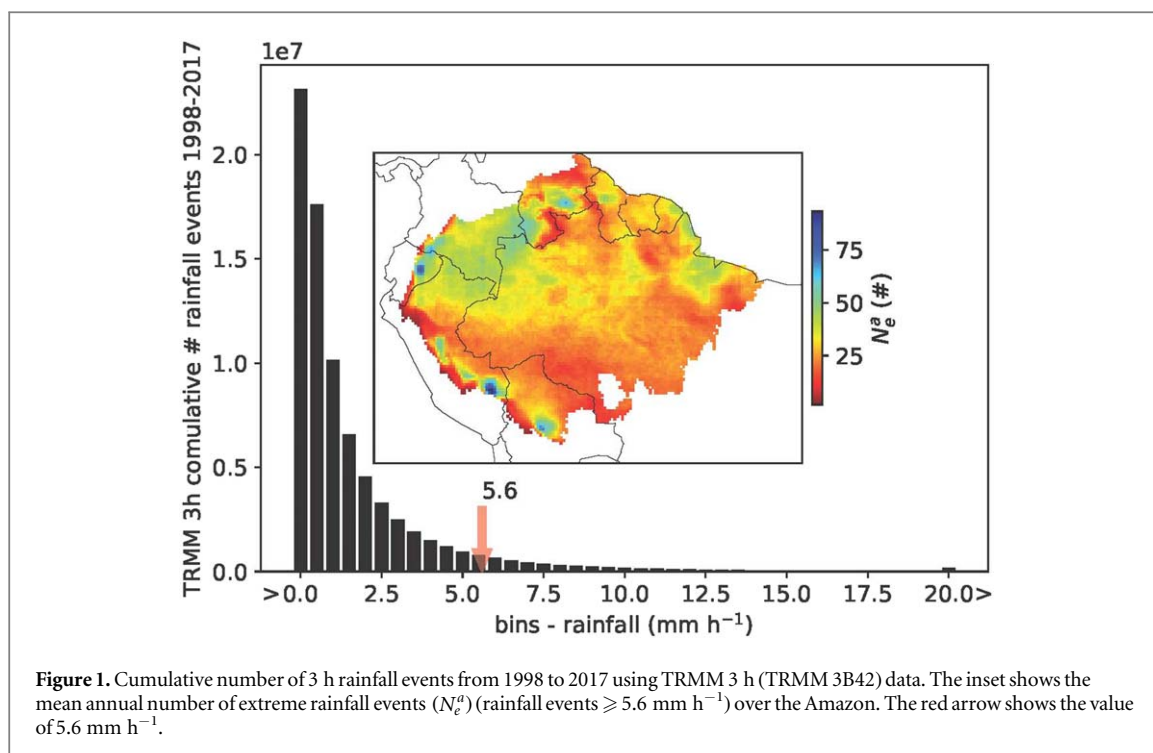 1e7
TRMM 3h comulative # rainfall events 1998-2017
2.0
1.5
1.0
0.5
0.0
75
50
25
N_e^a (#)
5.6
>0.0 2.5 5.0 7.5 10.0 12.5 15.0 17.5 20.0>
bins - rainfall (mm h⁻¹)
Figure 1. Cumulative number of 3 h rainfall events from 1998 to 2017 using TRMM 3 h (TRMM 3B42) data. The inset shows the
mean annual number of extreme rainfall events (N_e^a) (rainfall events ⩾ 5.6 mm h⁻¹) over the Amazon. The red arrow shows the value
of 5.6 mm h⁻¹.